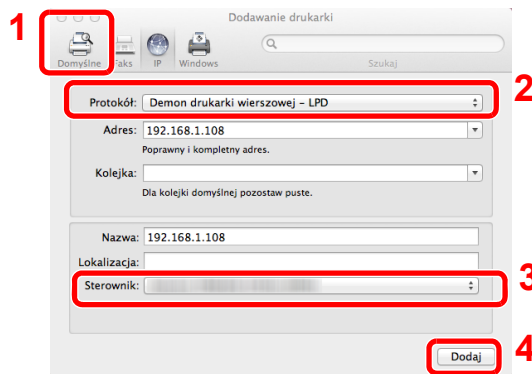 1
Dodawanie drukarki
Domyślne Faks IP Windows
Szukaj
2
Protokół: Demon drukarki wierszowej – LPD
Adres: 192.168.1.108
Poprawny i kompletny adres.
Kolejka:
Dla kolejki domyślnej pozostaw puste.
Nazwa: 192.168.1.108
Lokalizacja:
3
Sterownik:
4
Dodaj